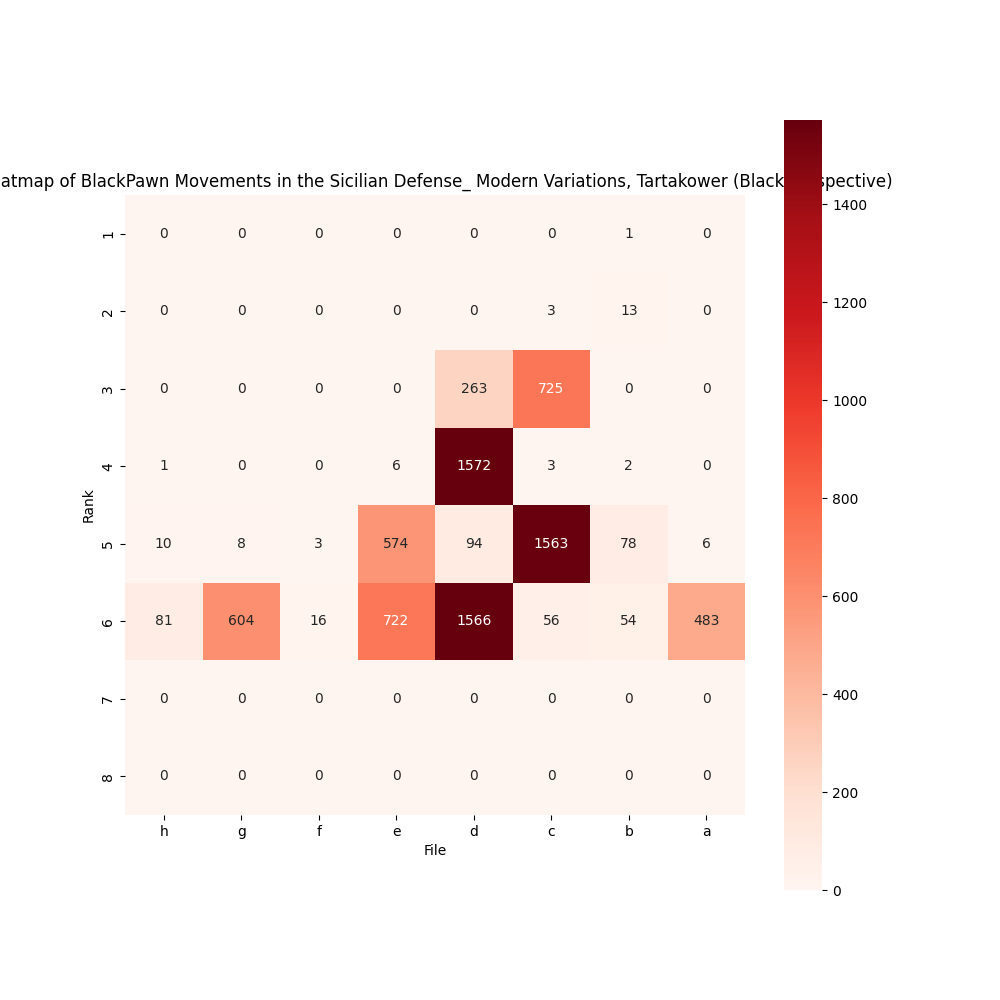 atmap of BlackPawn Movements in the Sicilian Defense_ Modern Variations, Tartakower (Black spective)
1400
1 0 0 0 0 0 0 1 0
2 0 0 0 0 0 3 13 0
1200
3 0 0 0 0 263 725 0 0
1000
4 1 0 0 6 1572 3 2 0
800
Rank
5 10 8 3 574 94 1563 78 6
600
6 81 604 16 722 1566 56 54 483
400
7 0 0 0 0 0 0 0 0
8 0 0 0 0 0 0 0 0
200
h g f e d c b a
File
0